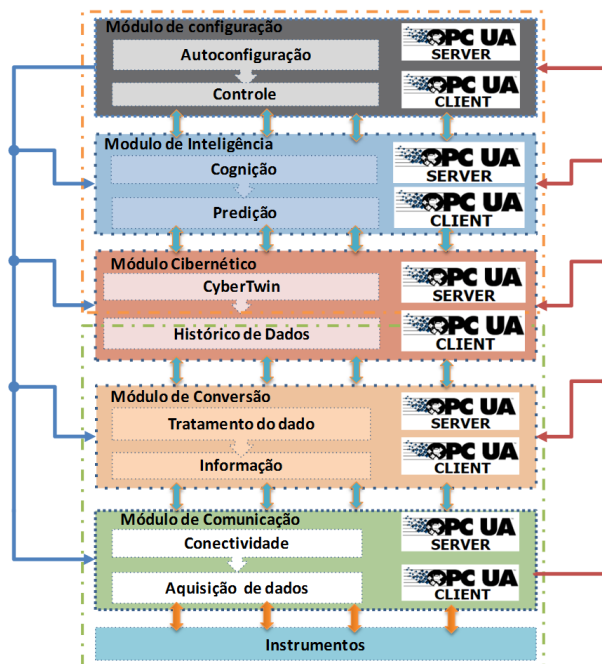 Módulo de configuração
Autoconfiguração
Controle
OPC UA
SERVER
OPC UA
CLIENT
Modulo de Inteligência
Cognição
Predição
OPC UA
SERVER
OPC UA
CLIENT
Módulo Cibernético
CyberTwin
Histórico de Dados
OPC UA
SERVER
OPC UA
CLIENT
Módulo de Conversão
Tratamento do dado
Informação
OPC UA
SERVER
OPC UA
CLIENT
Módulo de Comunicação
Conectividade
Aquisição de dados
OPC UA
SERVER
OPC UA
CLIENT
Instrumentos